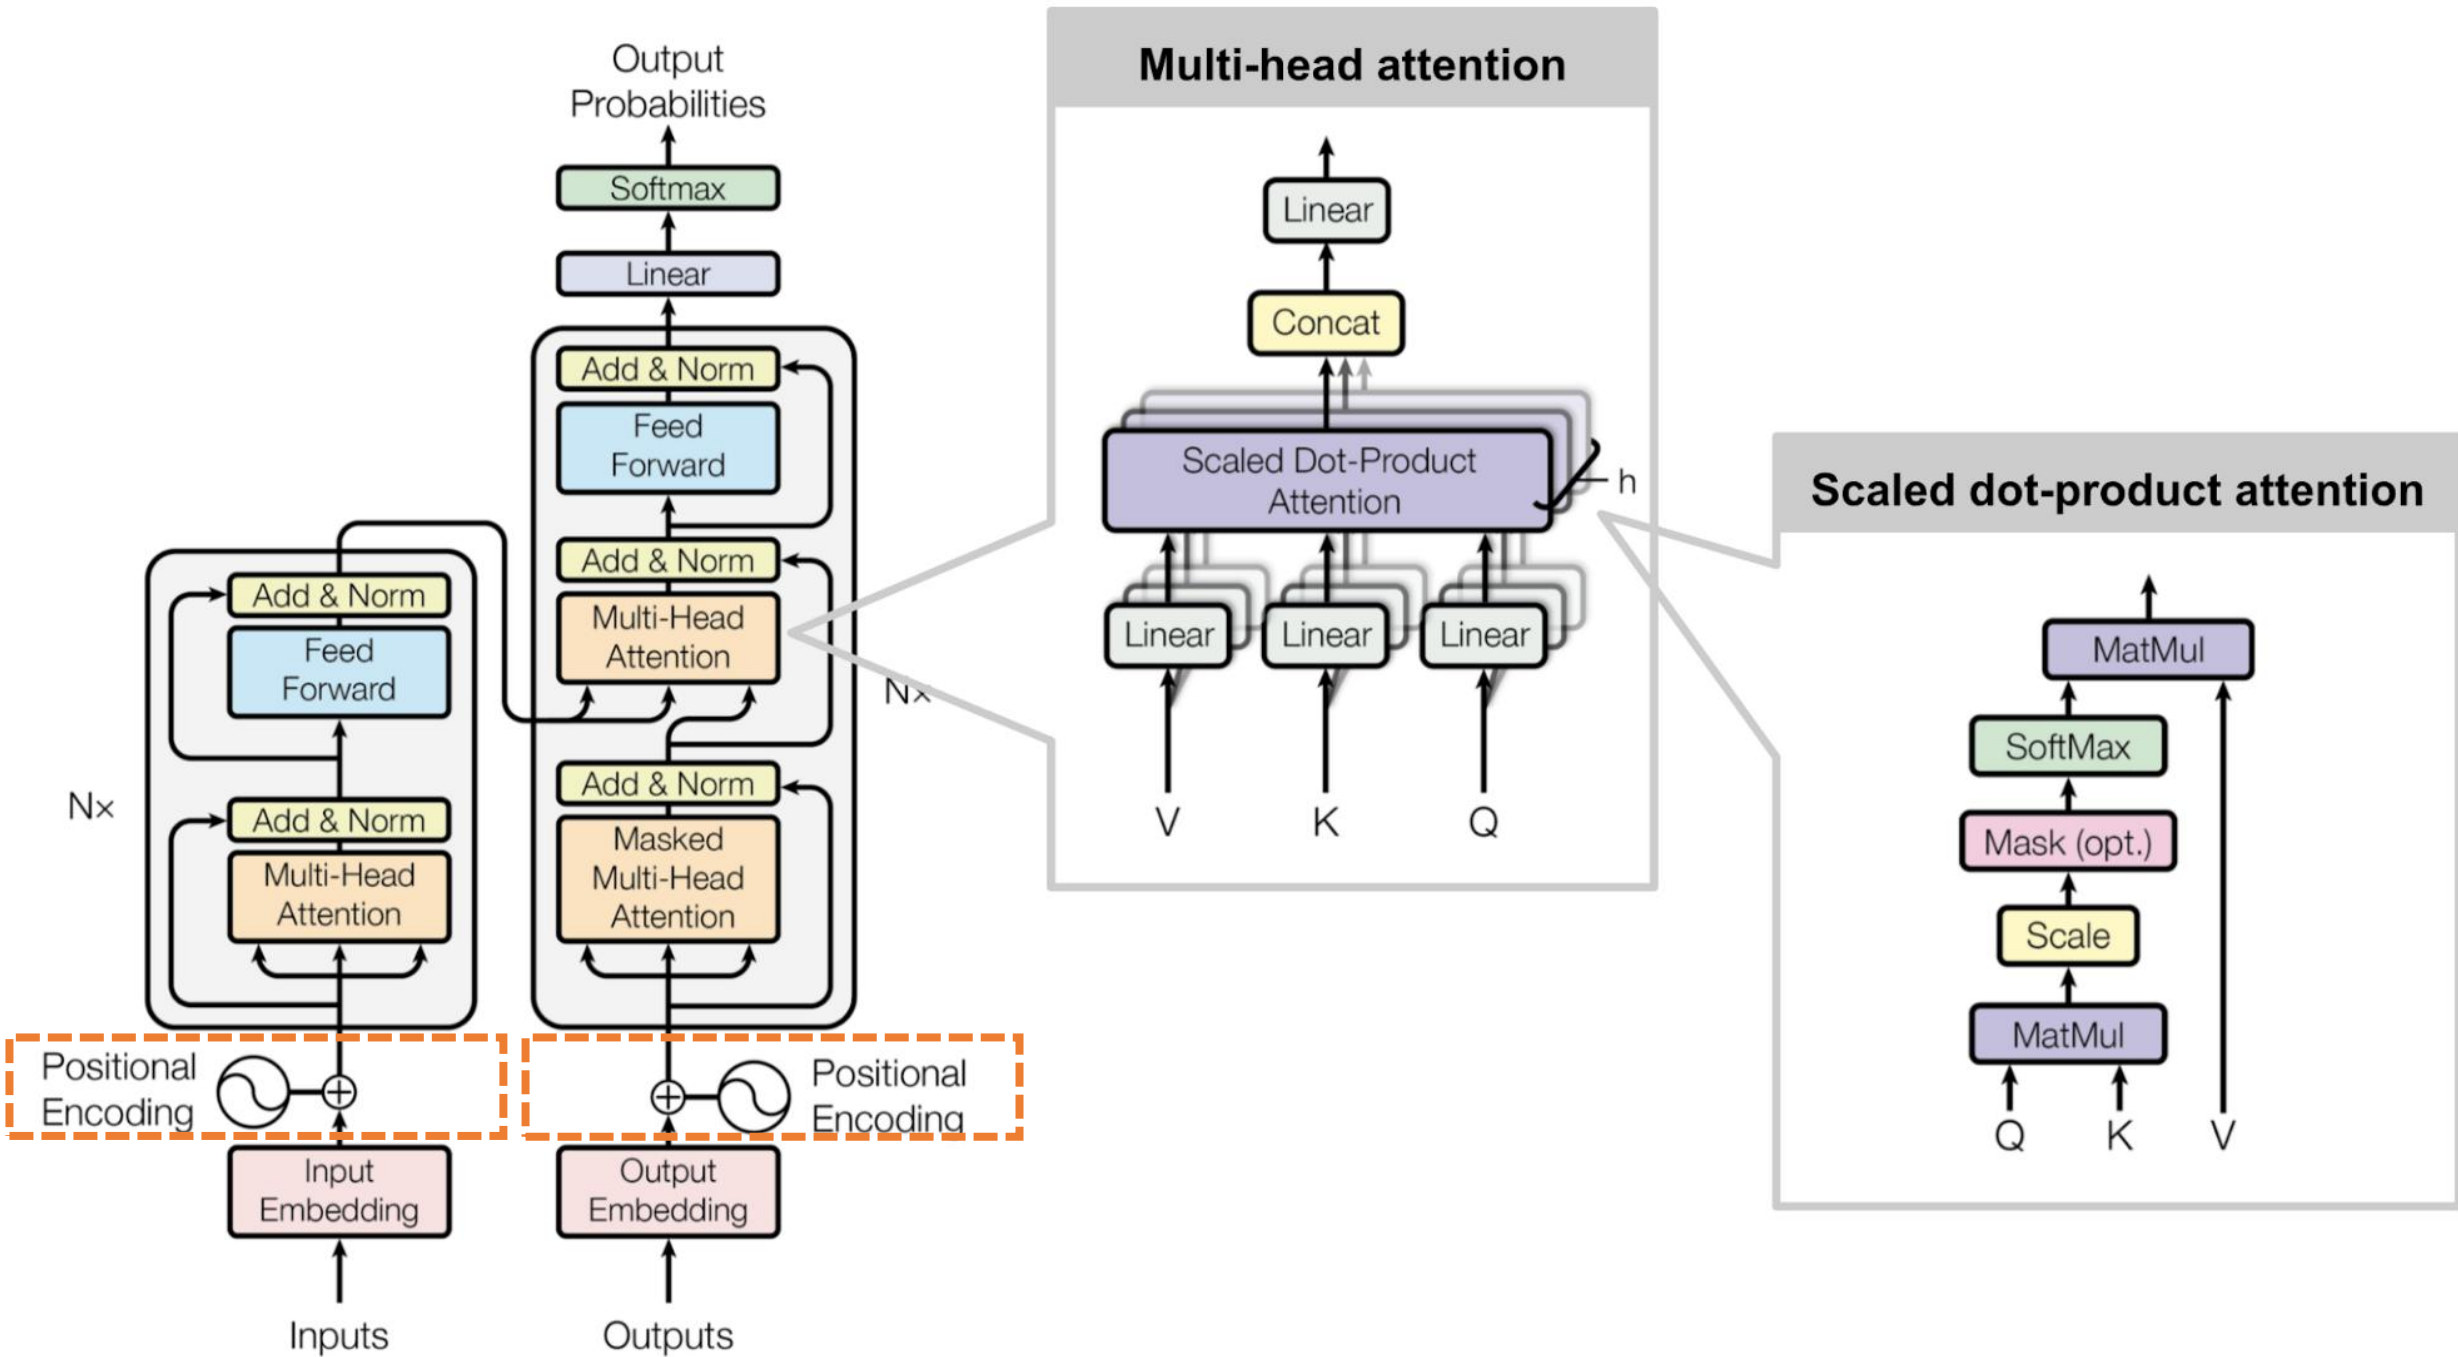 Output
Probabilities
Softmax
Linear
Add & Norm
Feed
Forward
Add & Norm
Multi-Head
Attention
Nx
Add & Norm
Masked
Multi-Head
Attention
Positional
Encoding
Output
Embedding
Outputs
Add & Norm
Feed
Forward
Nx
Add & Norm
Multi-Head
Attention
Positional
Encoding
Input
Embedding
Inputs
Multi-head attention
Linear
Concat
Scaled Dot-Product
Attention
h
Linear Linear Linear
V K Q
Scaled dot-product attention
MatMul
SoftMax
Mask (opt.)
Scale
MatMul
Q K V